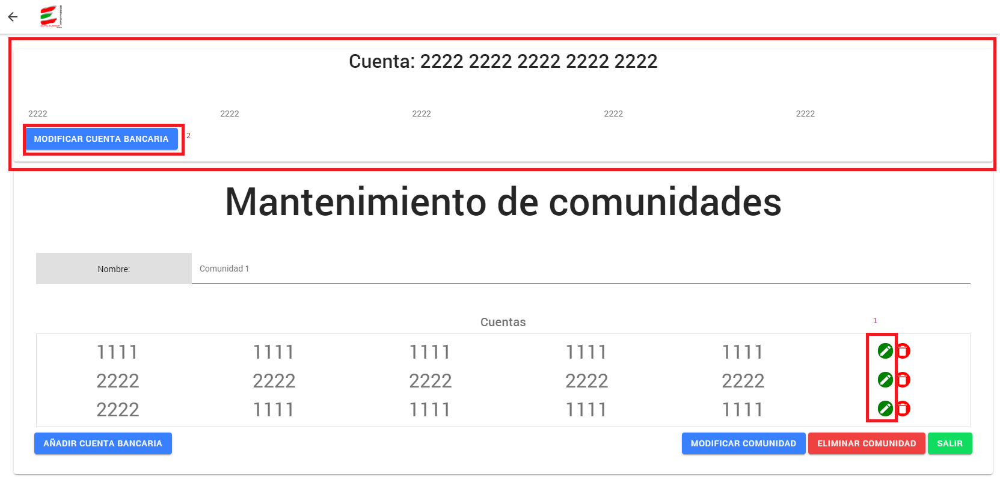 Cuenta: 2222 2222 2222 2222 2222
2222 2222 2222 2222 2222
MODIFICAR CUENTA BANCARIA 2
Mantenimiento de comunidades
Nombre: Comunidad 1
Cuentas 1
1111 1111 1111 1111 1111
2222 2222 2222 2222 2222
2222 1111 1111 1111 1111
AÑADIR CUENTA BANCARIA MODIFICAR COMUNIDAD ELIMINAR COMUNIDAD SALIR